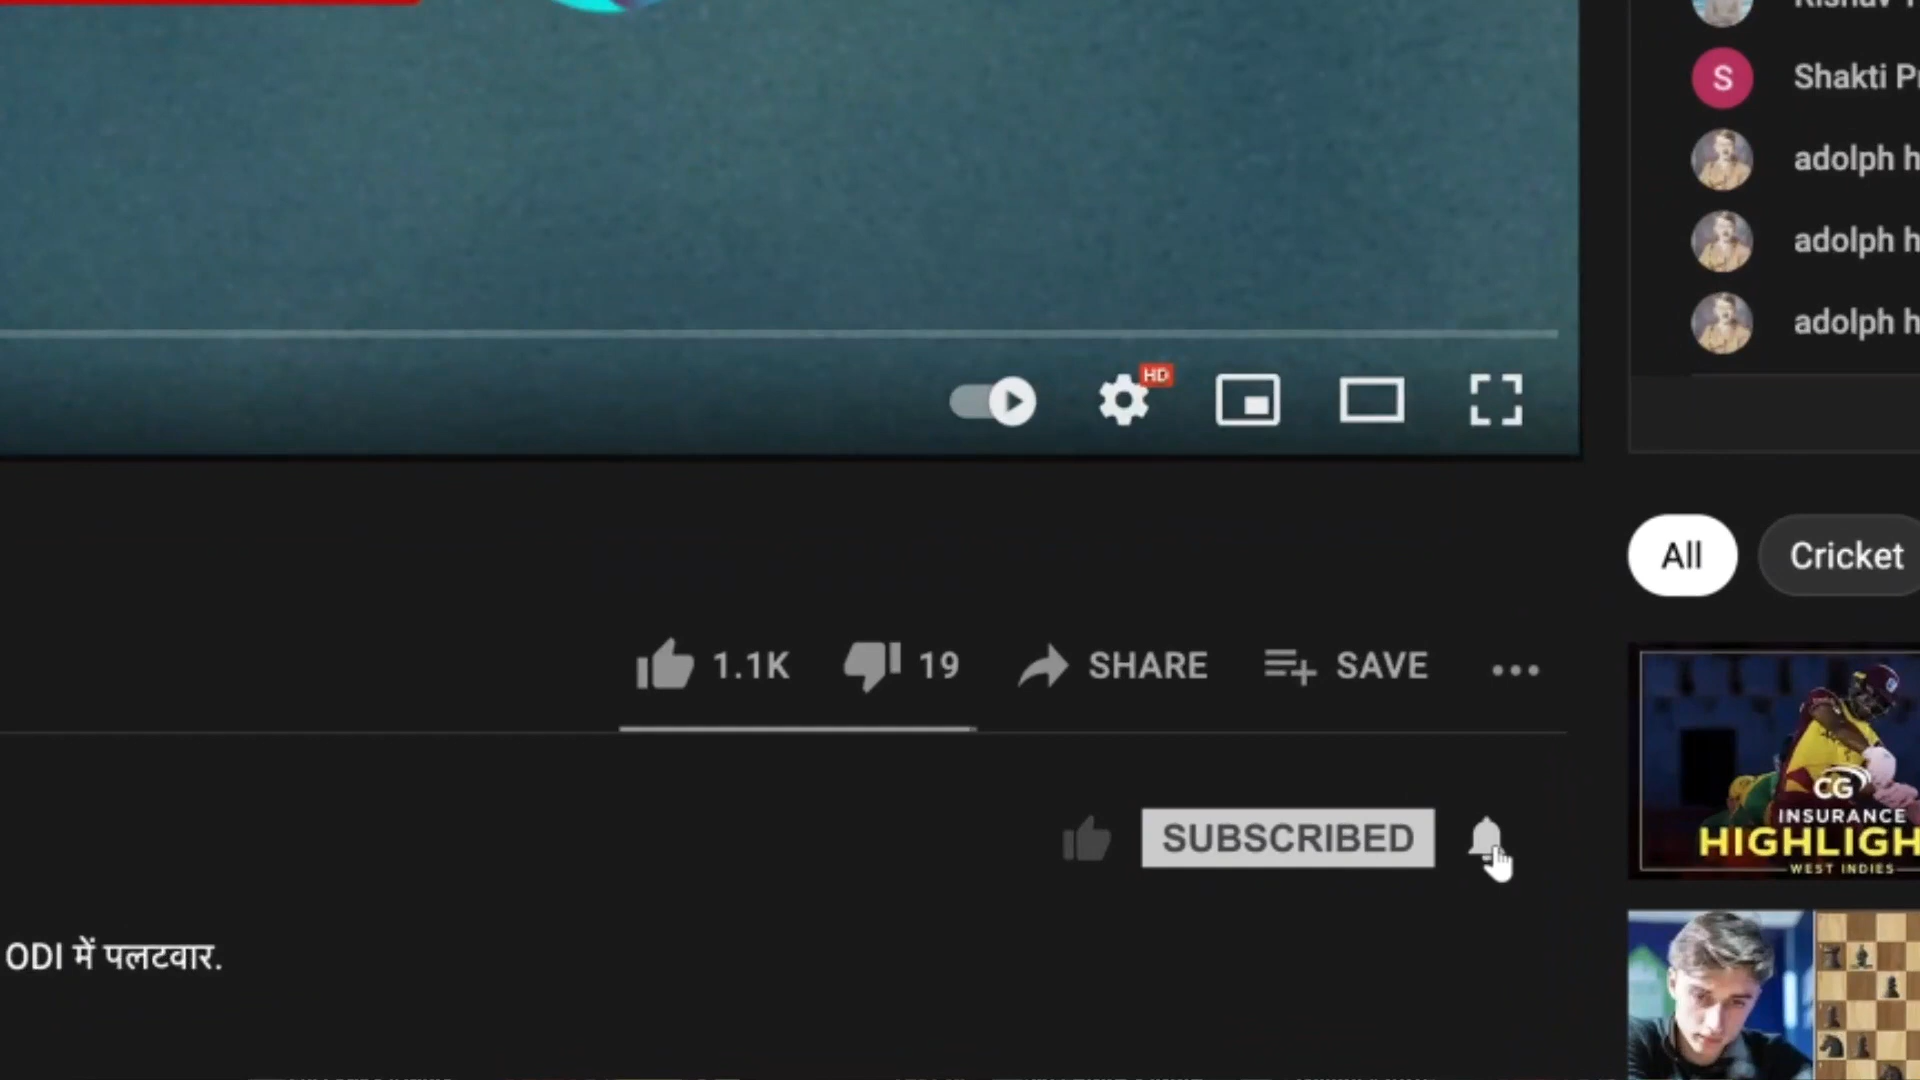 S
Shakti
adolph h
adolph h
adolph h
HD
All
Cricket
1.1K
19
SHARE
SAVE
SUBSCRIBED
CG
INSURANCE
HIGHLIGH
WEST INDIES
ODI में पलटवार.